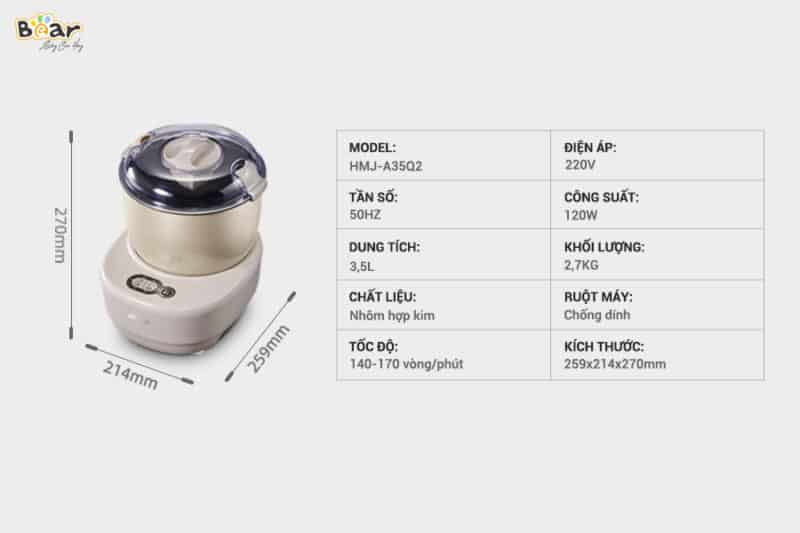 Bear
270mm
214mm
259mm
MODEL:
HMJ-A35Q2
ĐIỆN ÁP:
220V
TẦN SỐ:
50HZ
CÔNG SUẤT:
120W
DUNG TÍCH:
3,5L
KHỐI LƯỢNG:
2,7KG
CHẤT LIỆU:
Nhôm hợp kim
RUỘT MÁY:
Chống dính
TỐC ĐỘ:
140-170 vòng/phút
KÍCH THƯỚC:
259x214x270mm